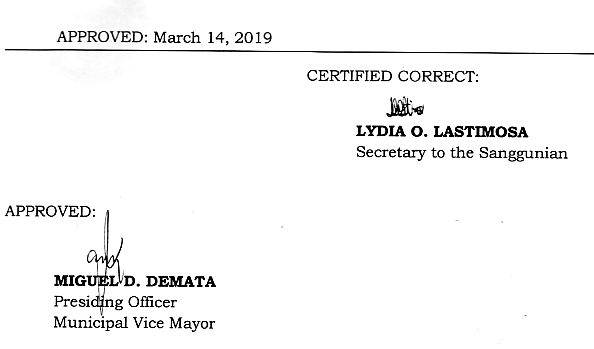 APPROVED: March 14, 2019
CERTIFIED CORRECT:
LYDIA O. LASTIMOSA
Secretary to the Sanggunian
APPROVED:
MIGUEL D. DEMATA
Presiding Officer
Municipal Vice Mayor